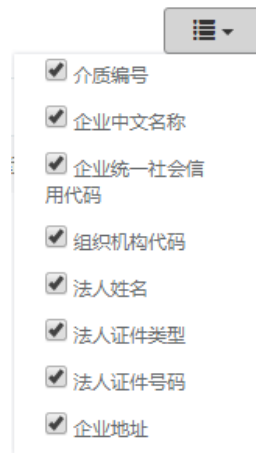 介质编号
企业中文名称
企业统一社会信
用代码
组织机构代码
法人姓名
法人证件类型
法人证件号码
企业地址